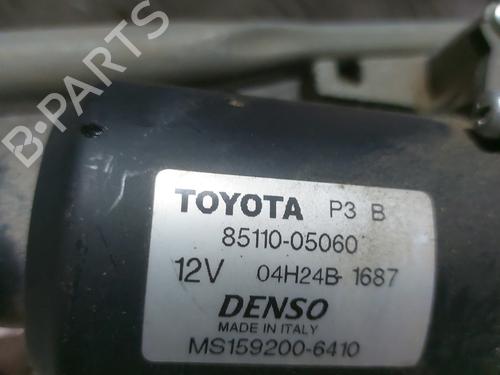 B-PARTS
TOYOTA P3 B
85110-05060
12V 04H24B-1687
DENSO
MADE IN ITALY
MS159200-6410